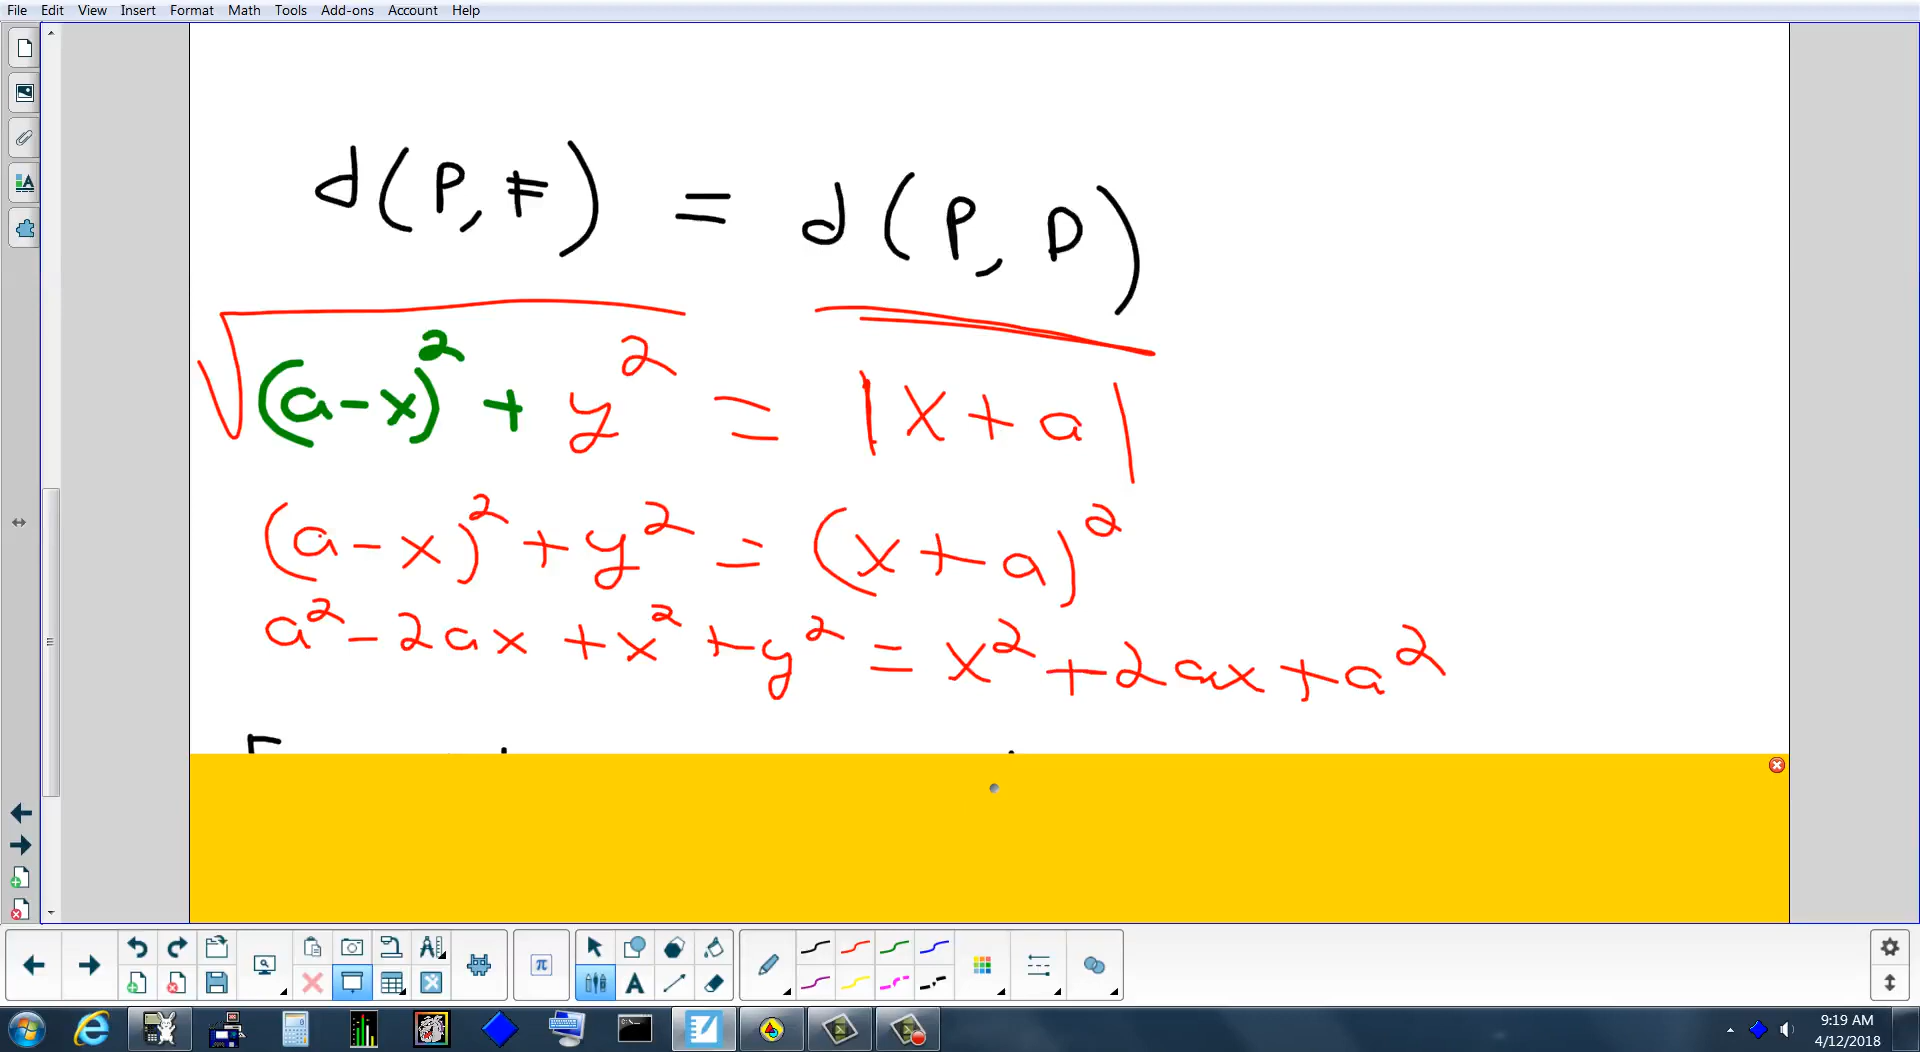 File Edit View Insert Format Math Tools Add-ons Account Help
d(P, F) = d(P, D)
√(a-x)² + y² = |x + a|
(a-x)² + y² = (x + a)²
a² - 2ax + x² + y² = x² + 2ax + a²
9:19 AM
4/12/2018